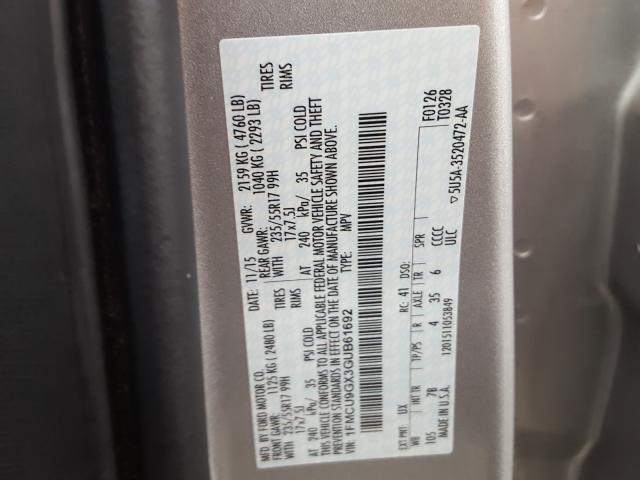 MFD. BY FORD MOTOR CO.
DATE: 11/15 GVWR: 2159 KG ( 4760 LB)
FRONT GAWR: 1125 KG ( 2480 LB) REAR GAWR: 1040 KG ( 2293 LB)
WITH 235/55R17 99H TIRES WITH 235/55R17 99H TIRES
17x7.5J RIMS 17x7.5J RIMS
AT 240 kPa/ 35 PSI COLD AT 240 kPa/ 35 PSI COLD
THIS VEHICLE CONFORMS TO ALL APPLICABLE FEDERAL MOTOR VEHICLE SAFETY AND THEFT
PREVENTION STANDARDS IN EFFECT ON THE DATE OF MANUFACTURE SHOWN ABOVE.
VIN: 1FMCU9GX3GUB61692 TYPE: MPV
EXT PNT: UX RC: 41 DSO: F0126
T0328
WB INT TR TP/PS R AXLE TR SPR
105 7B 4 35 6 CCCC
ULC
MADE IN U.S.A. 1201511053849
5U5A-3520472-AA